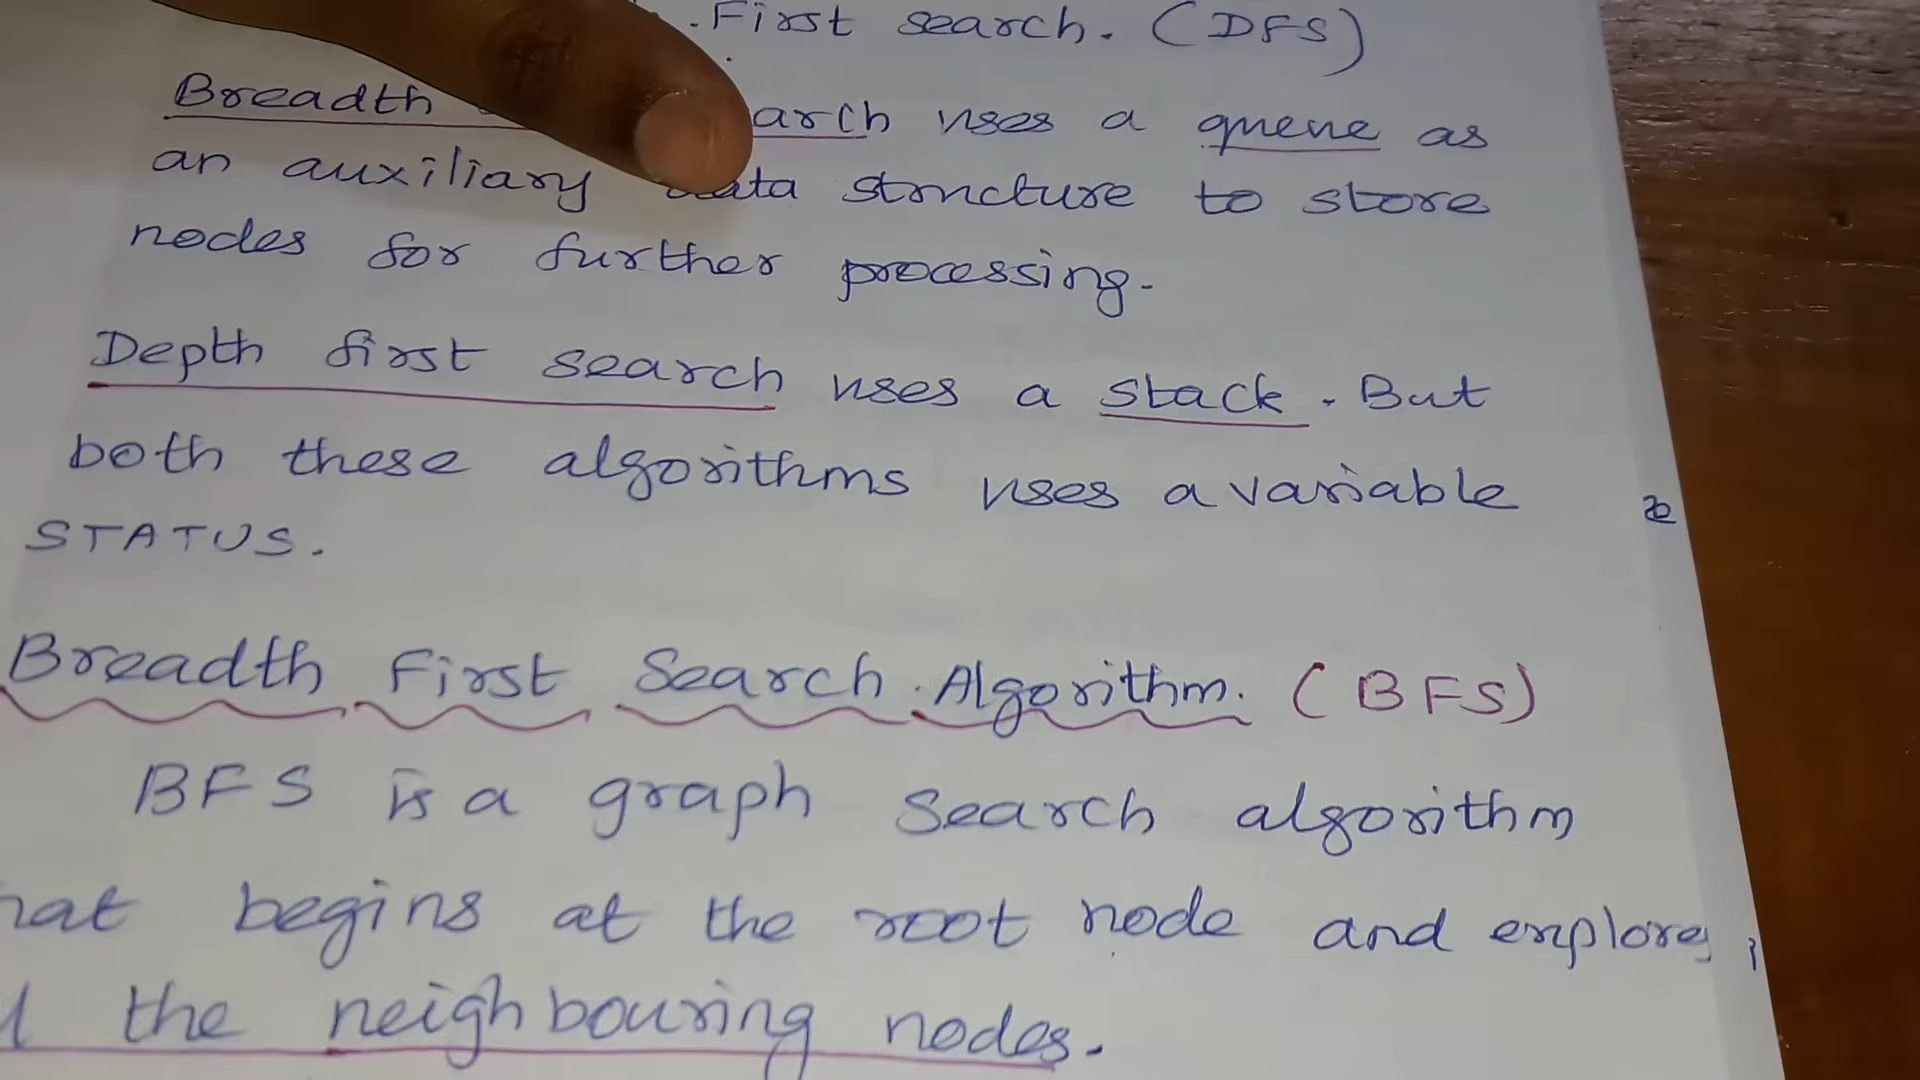 First search. (DFS)
Breadth arch uses a queue as
an auxiliary data structure to store
nodes for further processing.
Depth first search uses a stack. But
both these algorithms uses a variable
STATUS.
Breadth First Search Algorithm. (BFS)
BFS is a graph search algorithm
hat begins at the root node and explores
l the neighbouring nodes.